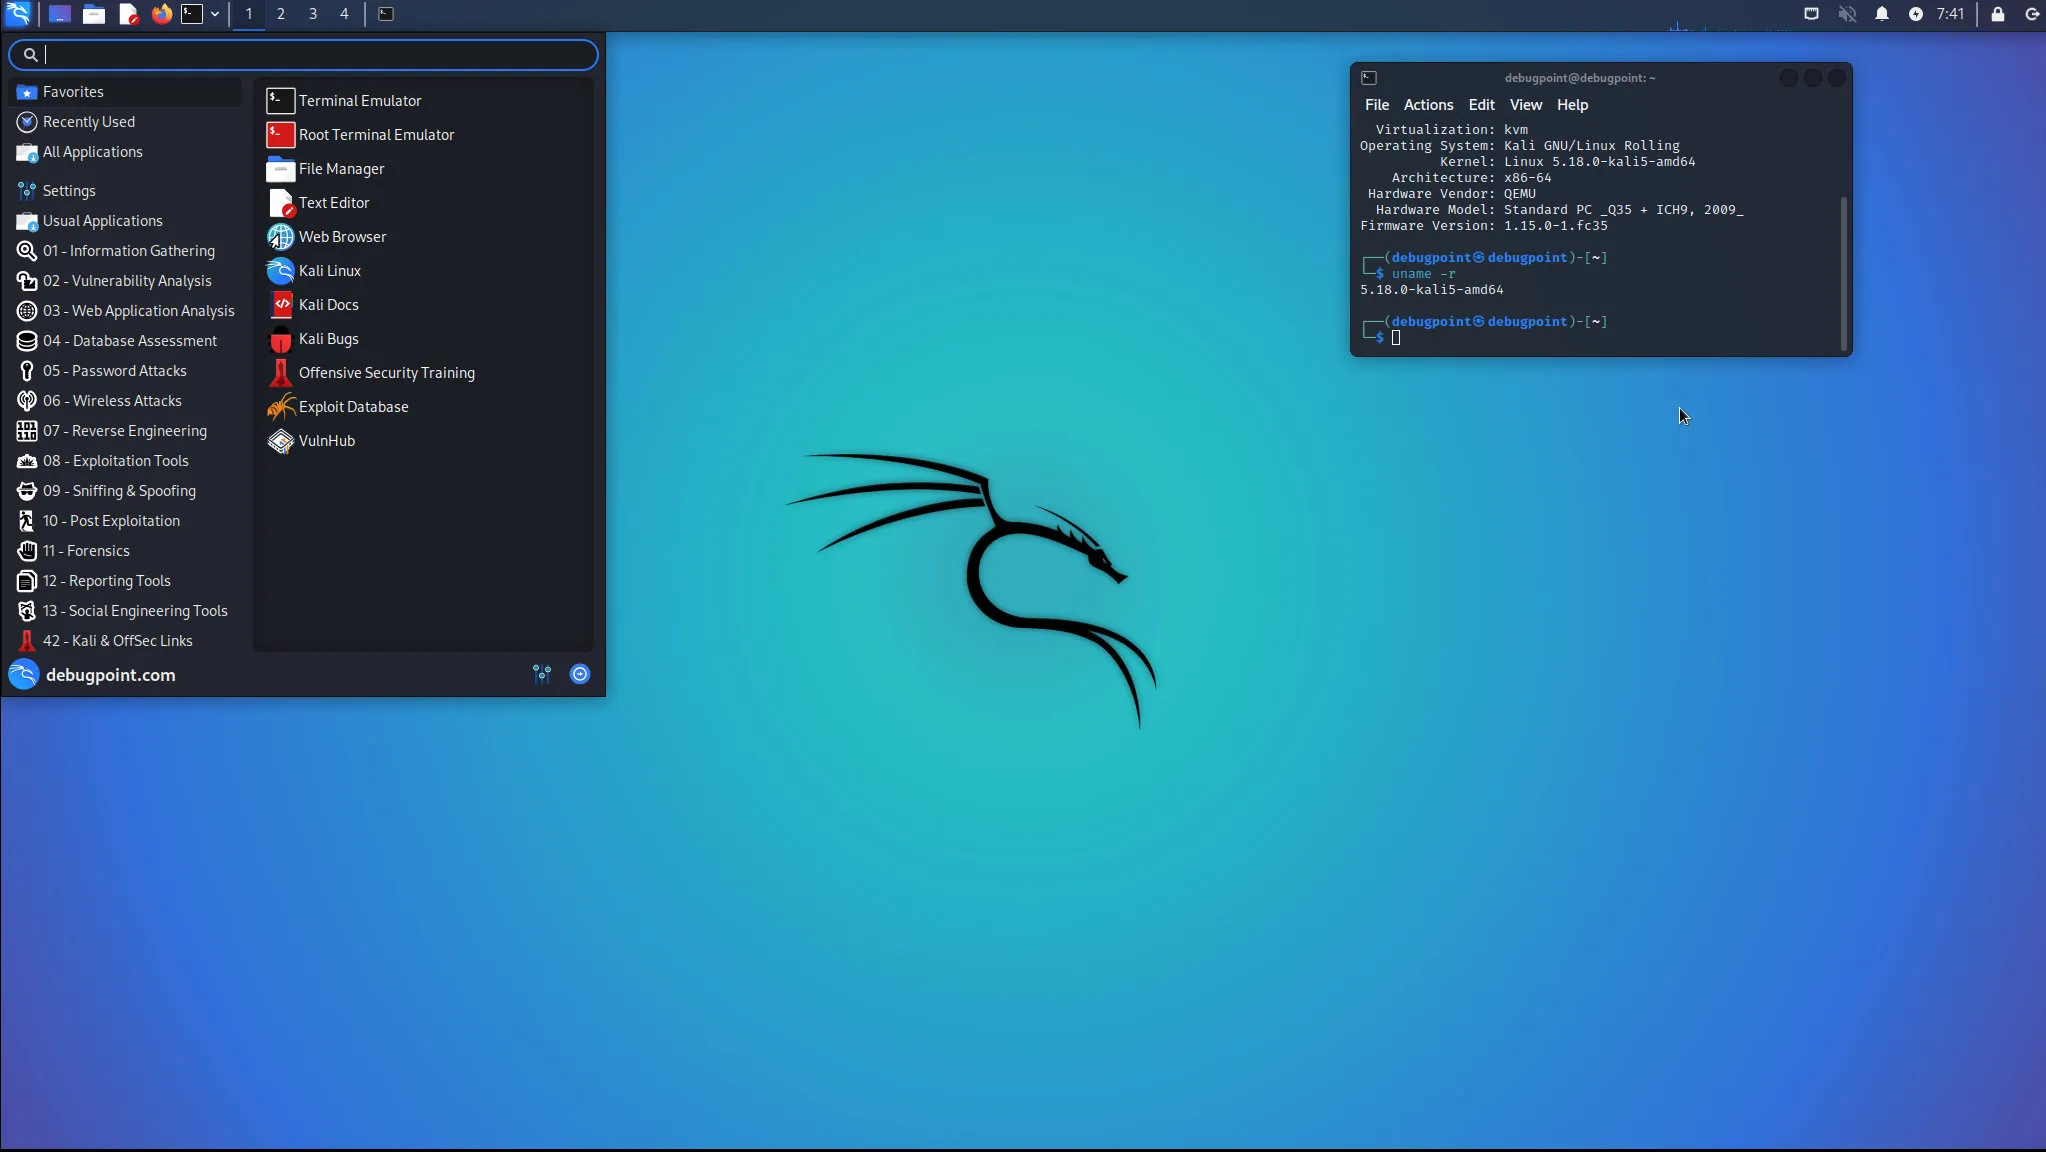 1 2 3 4
7:41
Favorites
Recently Used
All Applications
Settings
Usual Applications
01 - Information Gathering
02 - Vulnerability Analysis
03 - Web Application Analysis
04 - Database Assessment
05 - Password Attacks
06 - Wireless Attacks
07 - Reverse Engineering
08 - Exploitation Tools
09 - Sniffing & Spoofing
10 - Post Exploitation
11 - Forensics
12 - Reporting Tools
13 - Social Engineering Tools
42 - Kali & OffSec Links
Terminal Emulator
Root Terminal Emulator
File Manager
Text Editor
Web Browser
Kali Linux
Kali Docs
Kali Bugs
Offensive Security Training
Exploit Database
VulnHub
debugpoint.com
debugpoint@debugpoint: ~
File Actions Edit View Help
Virtualization: kvm
Operating System: Kali GNU/Linux Rolling
Kernel: Linux 5.18.0-kali5-amd64
Architecture: x86-64
Hardware Vendor: QEMU
Hardware Model: Standard PC _Q35 + ICH9, 2009_
Firmware Version: 1.15.0-1.fc35
┌──(debugpoint㉿debugpoint)-[~]
└─$ uname -r
5.18.0-kali5-amd64
┌──(debugpoint㉿debugpoint)-[~]
└─$